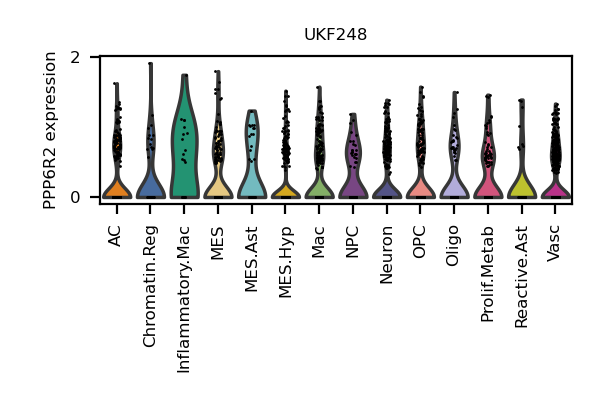 UKF248
PPP6R2 expression
2
0
AC
Chromatin.Reg
Inflammatory.Mac
MES
MES.Ast
MES.Hyp
Mac
NPC
Neuron
OPC
Oligo
Prolif.Metab
Reactive.Ast
Vasc